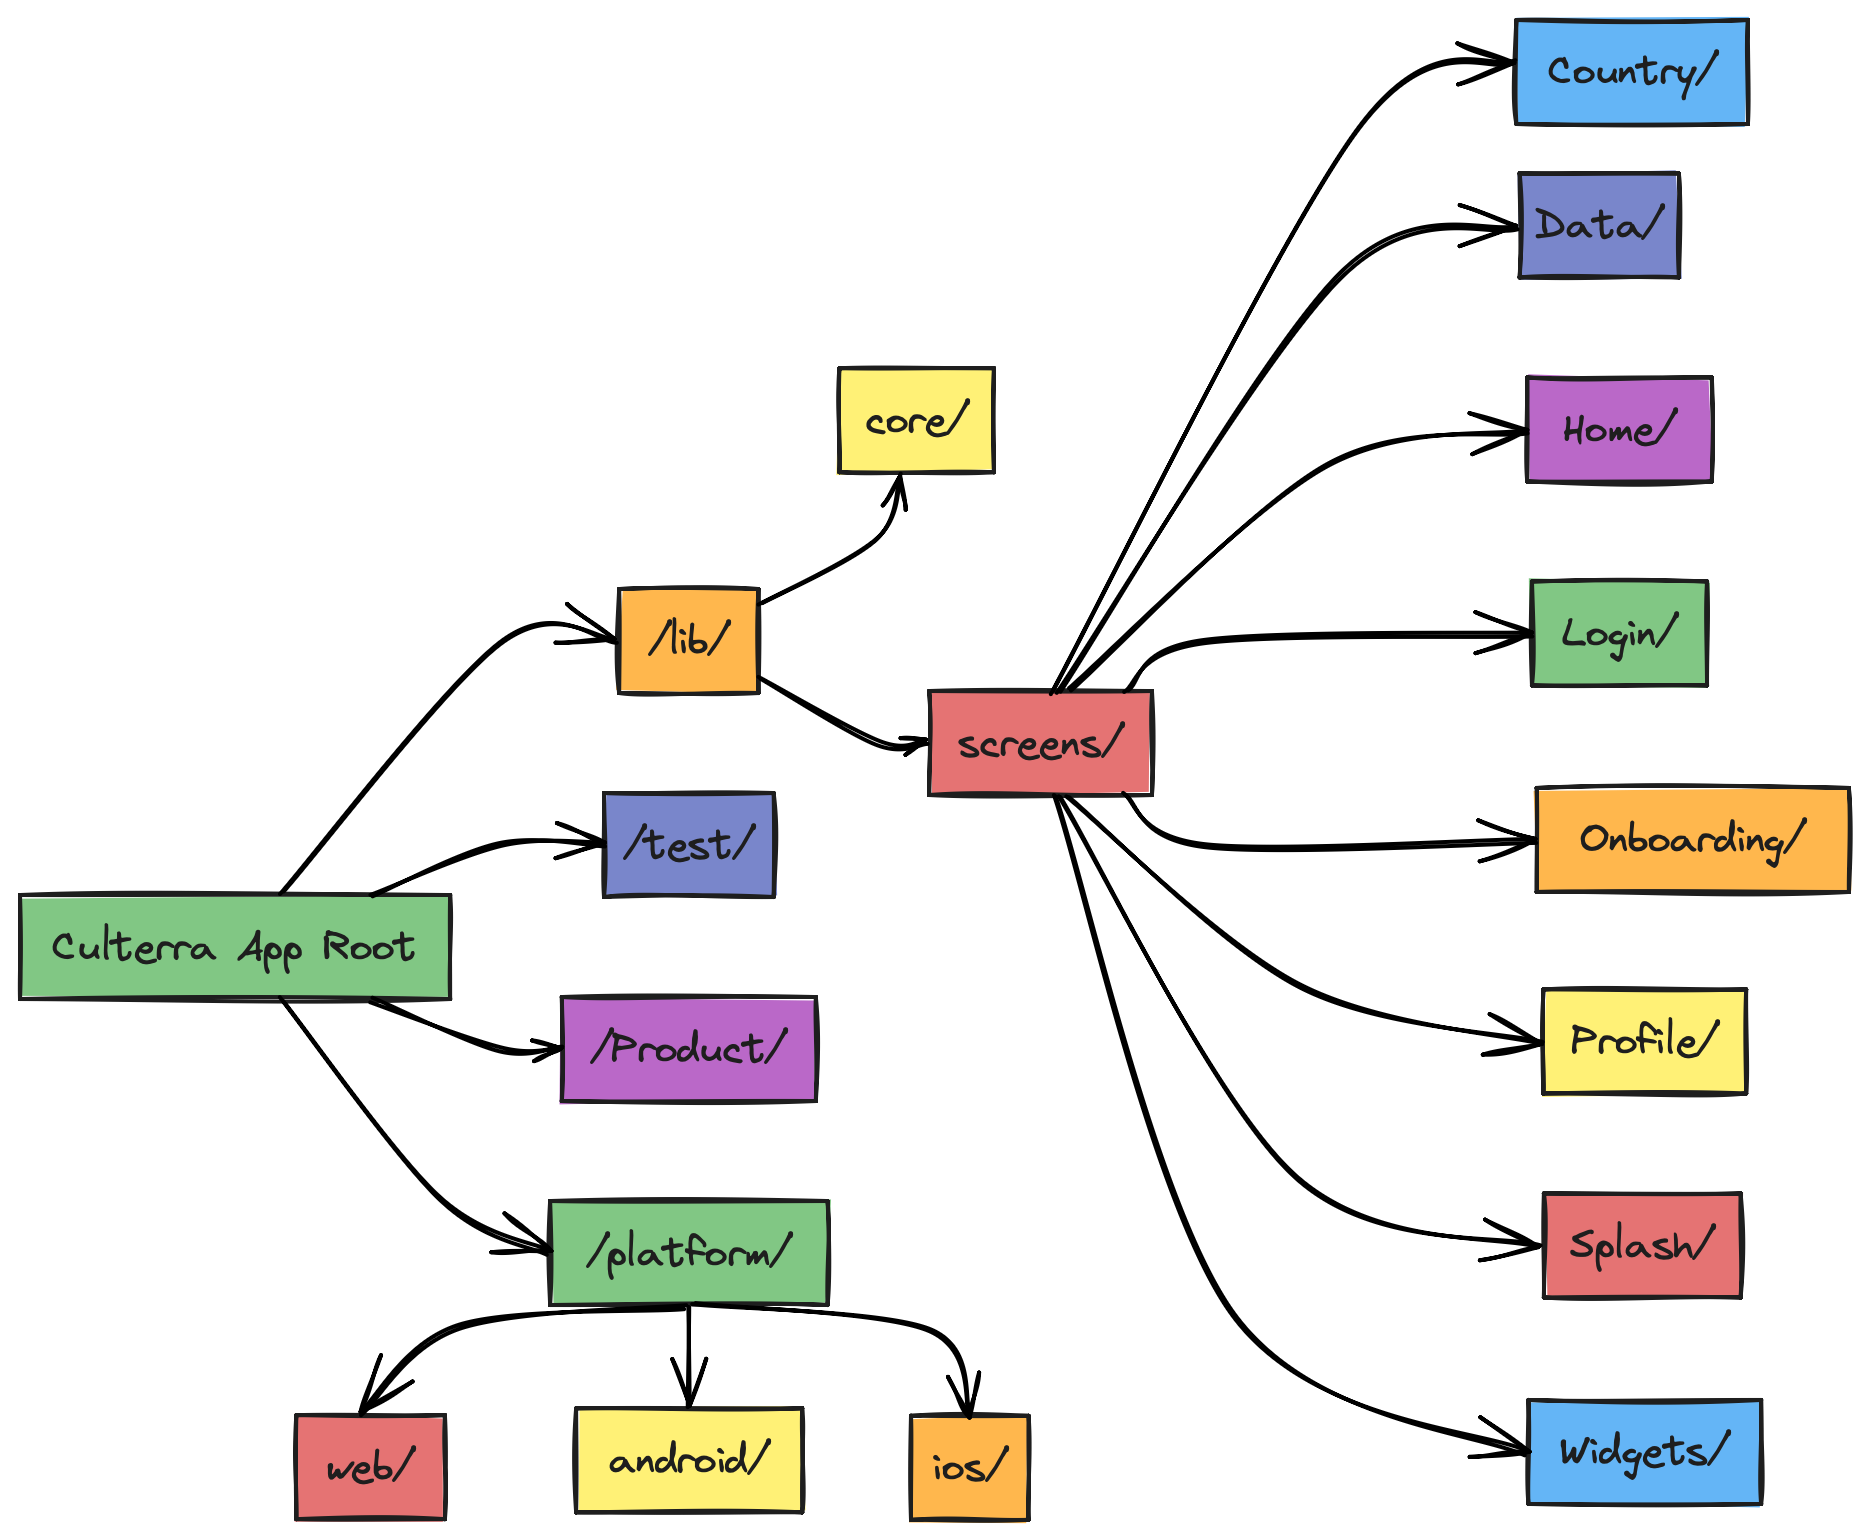 Country/
Data/
Home/
core/
/lib/
Login/
screens/
/test/
Onboarding/
Culterra App Root
/Product/
Profile/
/platform/
Splash/
web/
android/
ios/
Widgets/